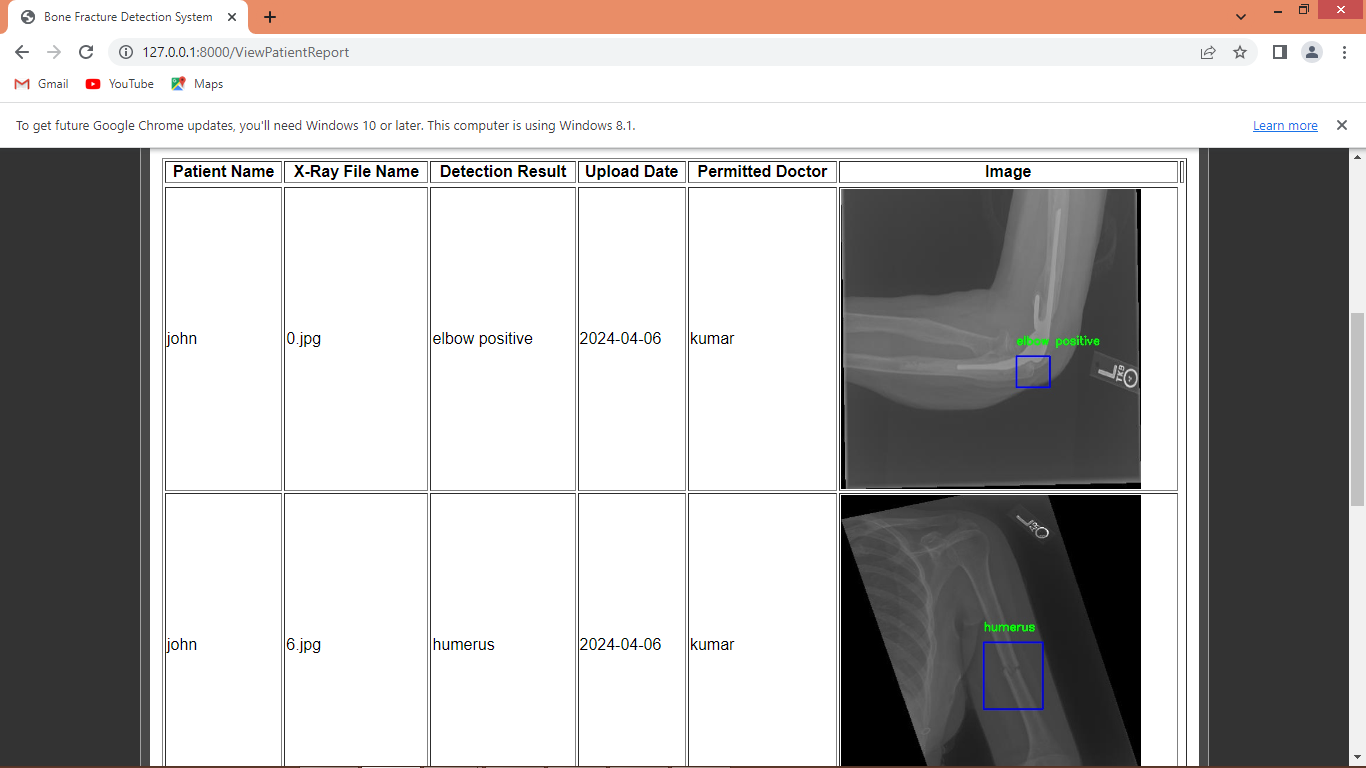 Bone Fracture Detection System
127.0.0.1:8000/ViewPatientReport
Gmail YouTube Maps
To get future Google Chrome updates, you'll need Windows 10 or later. This computer is using Windows 8.1. Learn more
Patient Name X-Ray File Name Detection Result Upload Date Permitted Doctor Image
john 0.jpg elbow positive 2024-04-06 kumar
elbow positive
L
TXB
john 6.jpg humerus 2024-04-06 kumar
L
humerus